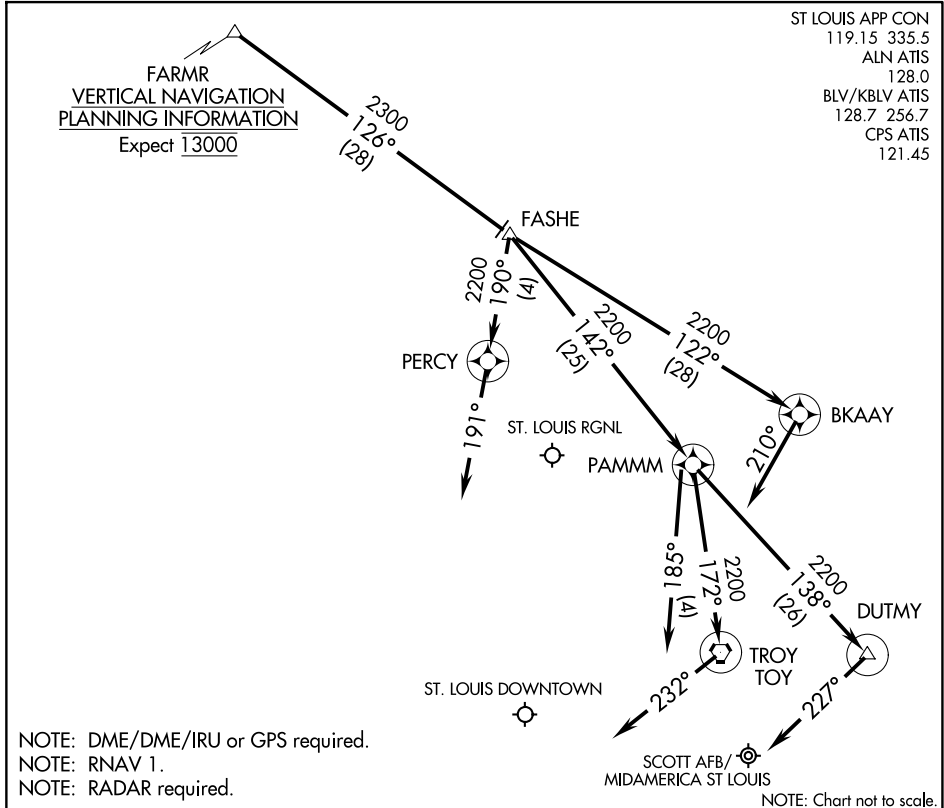 ST LOUIS APP CON
119.15 335.5
ALN ATIS
128.0
BLV/KBLV ATIS
128.7 256.7
CPS ATIS
121.45
FARMR
VERTICAL NAVIGATION
PLANNING INFORMATION
Expect 13000
2300
126°
(28)
FASHE
2200
190°
(4)
2200
142°
(25)
2200
122°
(28)
PERCY
191°
ST. LOUIS RGNL
PAMMM
BKAAY
210°
185°
(4)
172°
2200
2200
138°
(26)
DUTMY
TROY
TOY
232°
227°
ST. LOUIS DOWNTOWN
SCOTT AFB/
MIDAMERICA ST LOUIS
NOTE: DME/DME/IRU or GPS required.
NOTE: RNAV 1.
NOTE: RADAR required.
NOTE: Chart not to scale.